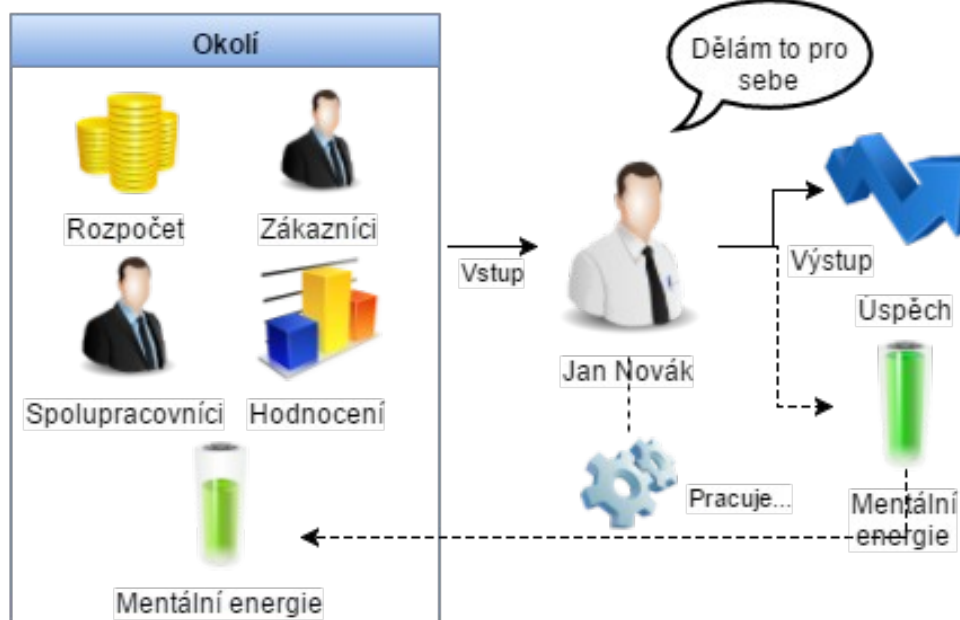 Okolí
Dělám to pro
sebe
Rozpočet
Zákazníci
Vstup
Výstup
Úspěch
Jan Novák
Spolupracovníci
Hodnocení
Pracuje...
Mentální
energie
Mentální energie